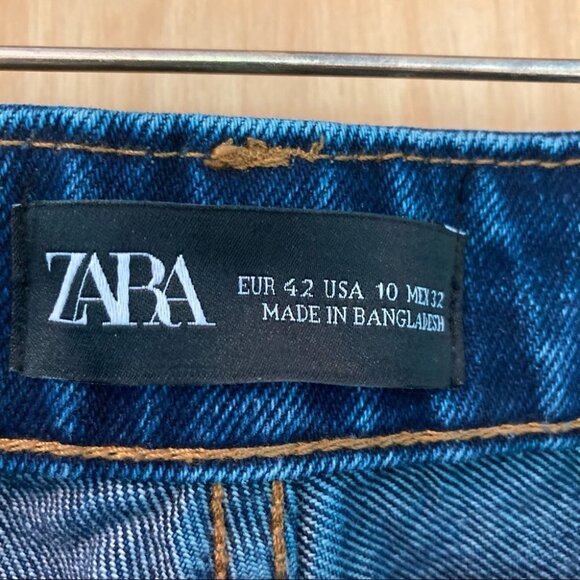 ZARA
EUR 42 USA 10 MEX 32
MADE IN BANGLADESH